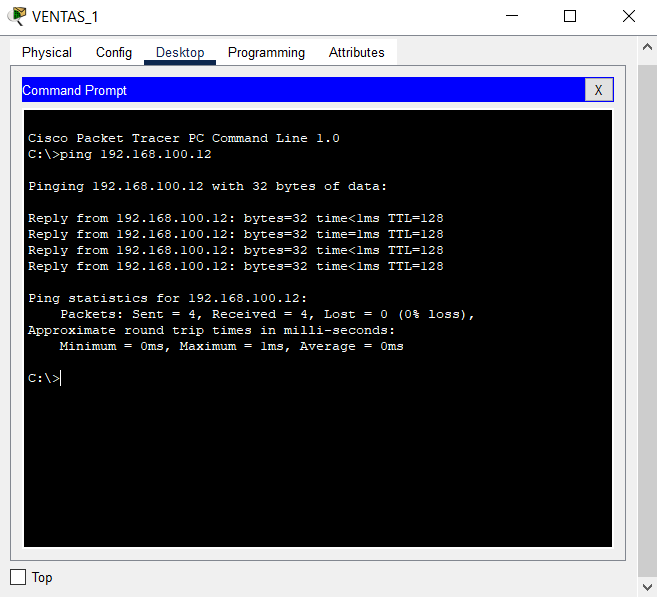 VENTAS_1
Physical Config Desktop Programming Attributes
Command Prompt
X
Cisco Packet Tracer PC Command Line 1.0
C:\>ping 192.168.100.12
Pinging 192.168.100.12 with 32 bytes of data:
Reply from 192.168.100.12: bytes=32 time<1ms TTL=128
Reply from 192.168.100.12: bytes=32 time=1ms TTL=128
Reply from 192.168.100.12: bytes=32 time<1ms TTL=128
Reply from 192.168.100.12: bytes=32 time<1ms TTL=128
Ping statistics for 192.168.100.12:
Packets: Sent = 4, Received = 4, Lost = 0 (0% loss),
Approximate round trip times in milli-seconds:
Minimum = 0ms, Maximum = 1ms, Average = 0ms
C:\>
Top